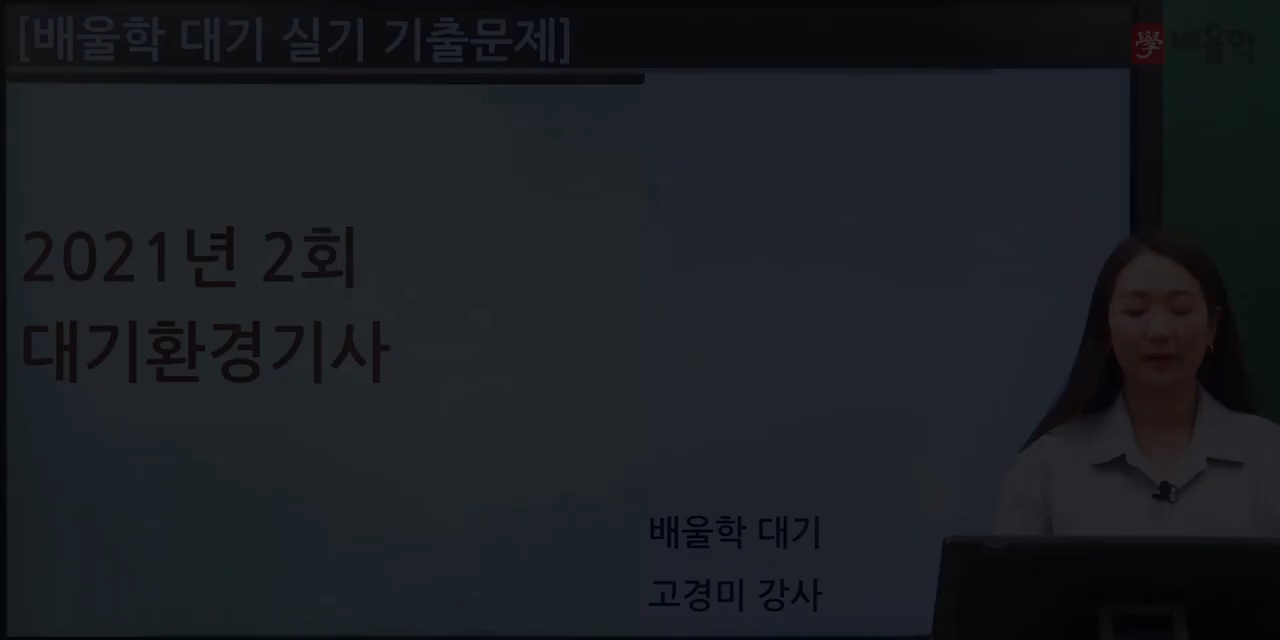 [배울학 대기 실기 기출문제]
學 배울학
2021년 2회
대기환경기사
배울학 대기
고경미 강사